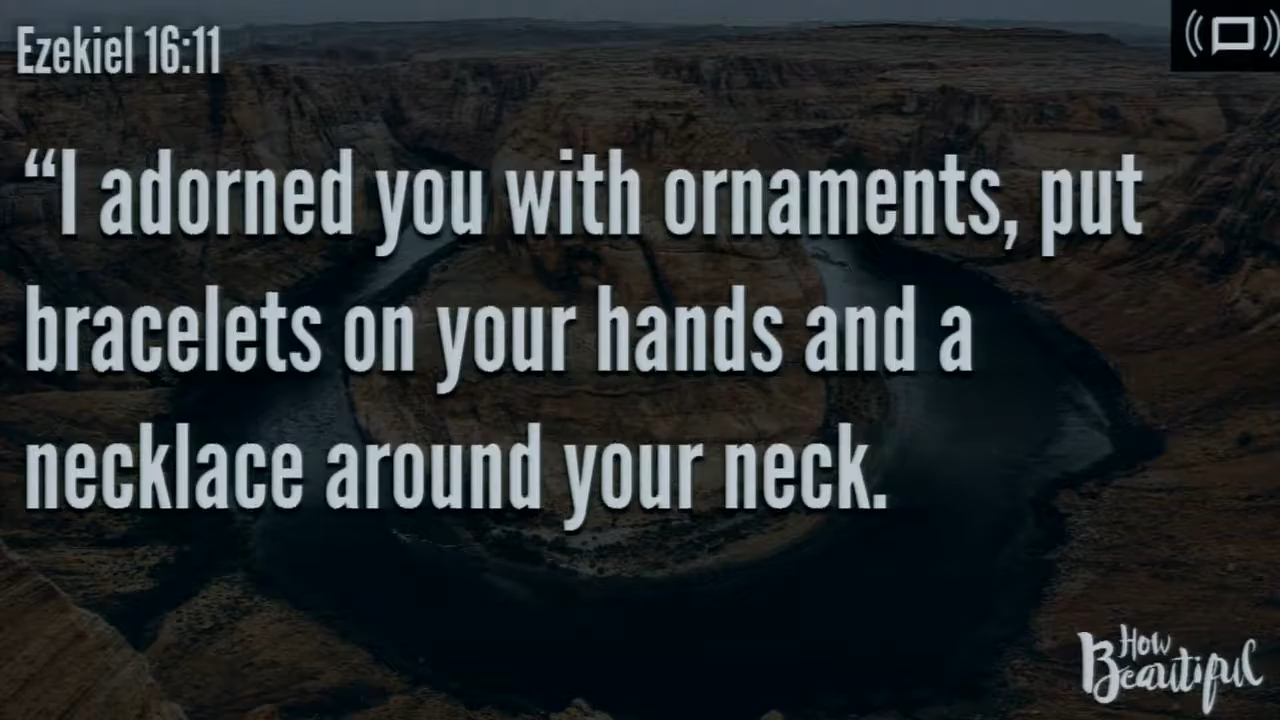 Ezekiel 16:11
“I adorned you with ornaments, put
bracelets on your hands and a
necklace around your neck.
How
Beautiful